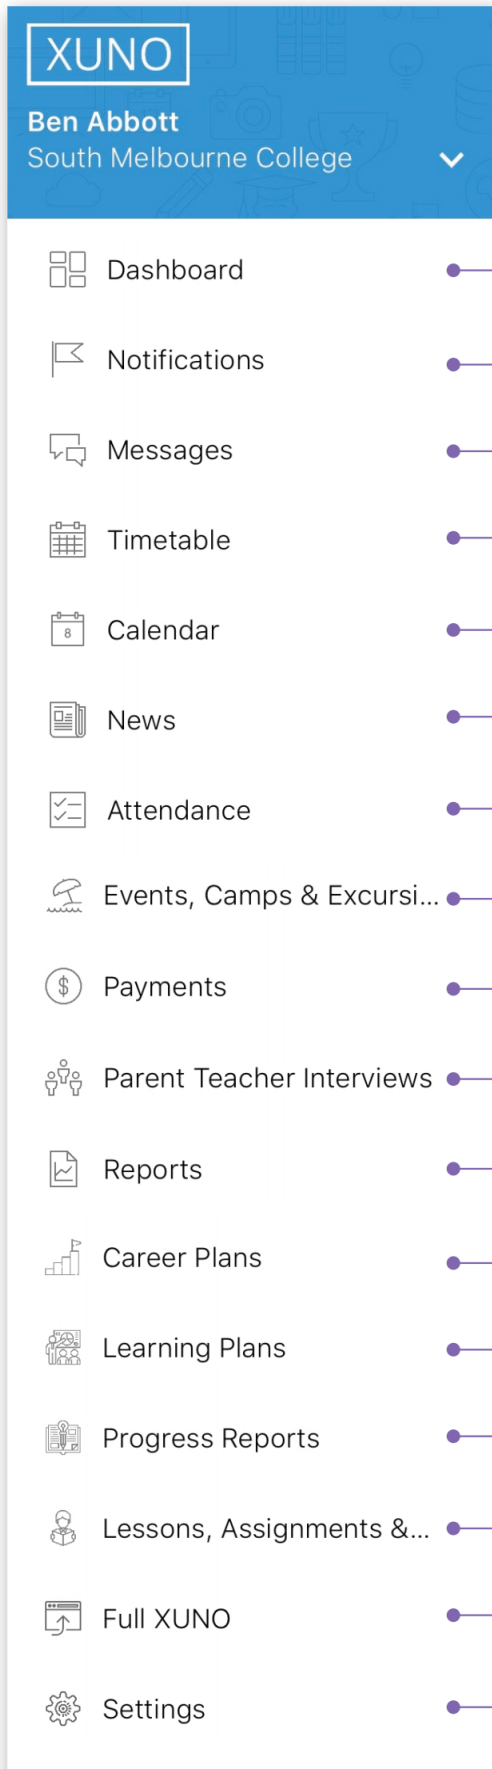 XUNO
Ben Abbott
South Melbourne College
Dashboard
Notifications
Messages
Timetable
8
Calendar
News
Attendance
Events, Camps & Excursi...
$
Payments
Parent Teacher Interviews
Reports
Career Plans
Learning Plans
Progress Reports
Lessons, Assignments &...
Full XUNO
Settings